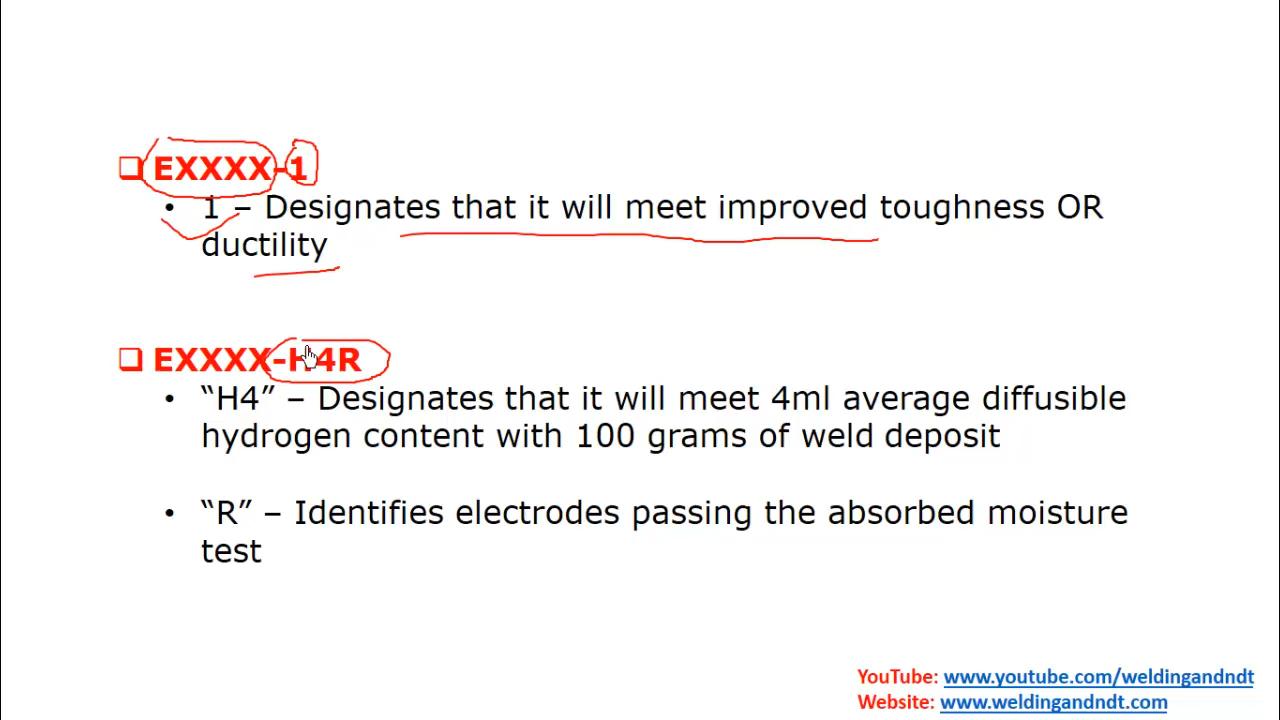 ❑ EXXXX-1
• 1 – Designates that it will meet improved toughness OR
ductility
❑ EXXXX-H4R
• “H4” – Designates that it will meet 4ml average diffusible
hydrogen content with 100 grams of weld deposit
• “R” – Identifies electrodes passing the absorbed moisture
test
YouTube: www.youtube.com/weldingandndt
Website: www.weldingandndt.com